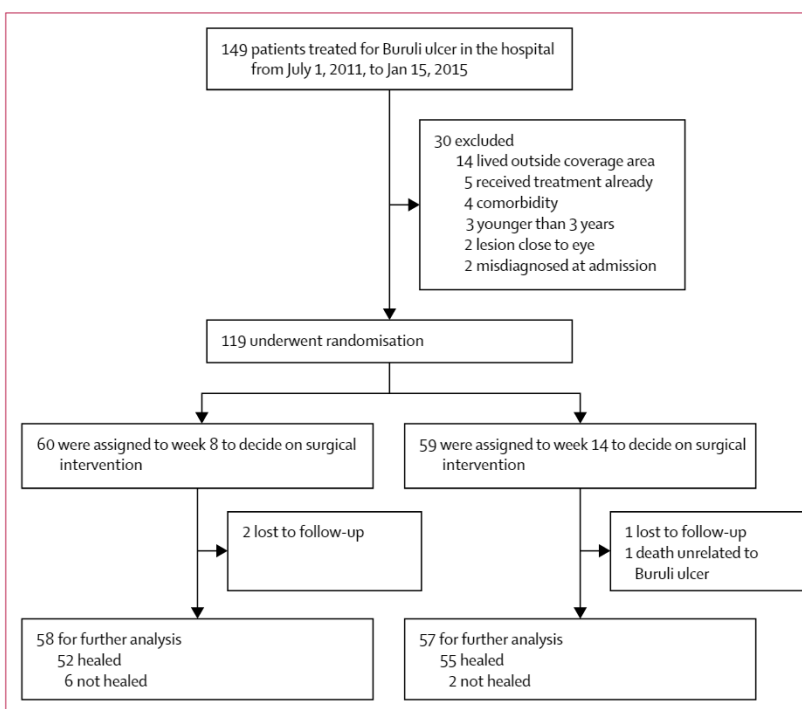 149 patients treated for Buruli ulcer in the hospital
from July 1, 2011, to Jan 15, 2015
30 excluded
14 lived outside coverage area
5 received treatment already
4 comorbidity
3 younger than 3 years
2 lesion close to eye
2 misdiagnosed at admission
119 underwent randomisation
60 were assigned to week 8 to decide on surgical
intervention
59 were assigned to week 14 to decide on surgical
intervention
2 lost to follow-up
1 lost to follow-up
1 death unrelated to
Buruli ulcer
58 for further analysis
52 healed
6 not healed
57 for further analysis
55 healed
2 not healed